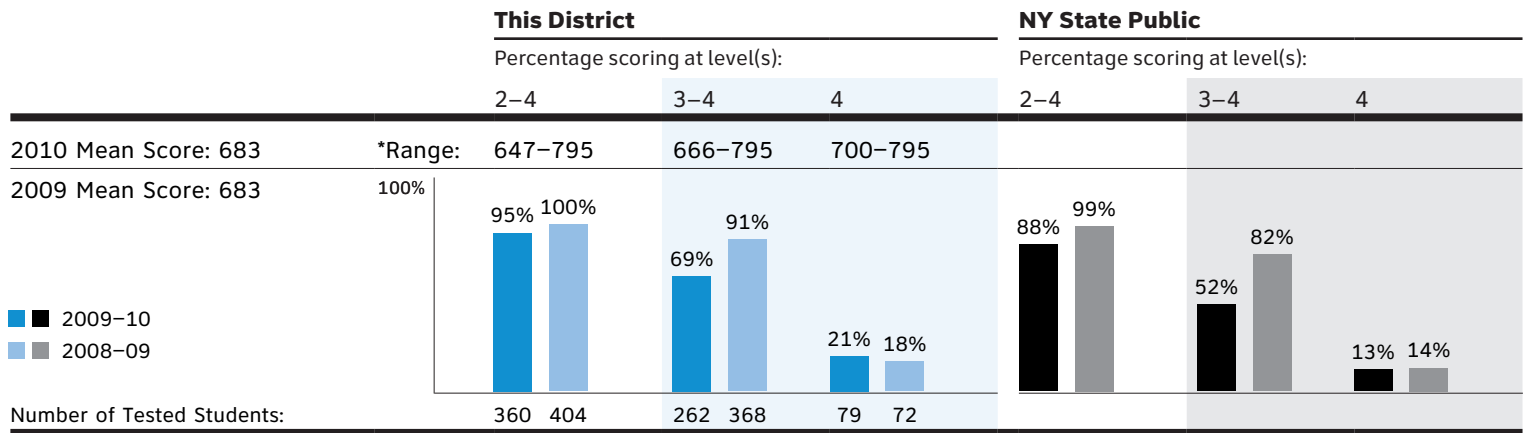 This District NY State Public
Percentage scoring at level(s): Percentage scoring at level(s):
2–4 3–4 4 2–4 3–4 4
2010 Mean Score: 683 *Range: 647–795 666–795 700–795
2009 Mean Score: 683 100%
95% 100% 69% 91% 21% 18% 88% 99% 52% 82% 13% 14%
2009–10
2008–09
Number of Tested Students: 360 404 262 368 79 72